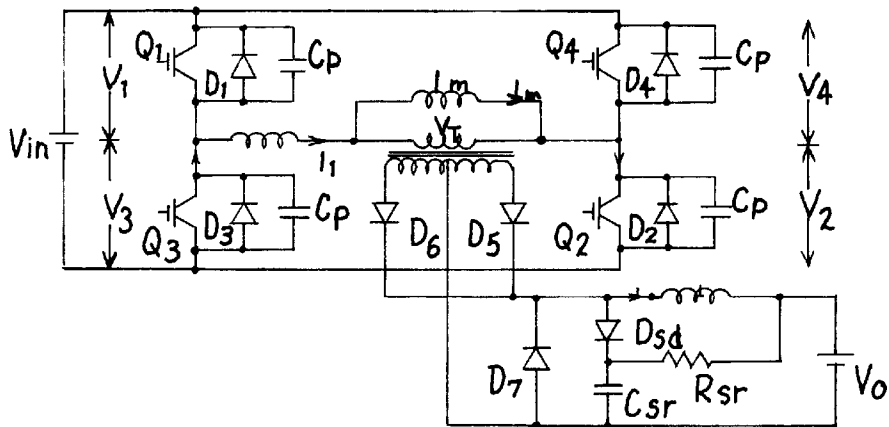 Q1
D1
Cp
Q4
D4
Cp
V1
V4
Vin
lm
im
VT
I1
V3
Q3
D3
Cp
D6
D5
Q2
D2
Cp
V2
D7
Dsd
Csr
Rsr
Vo